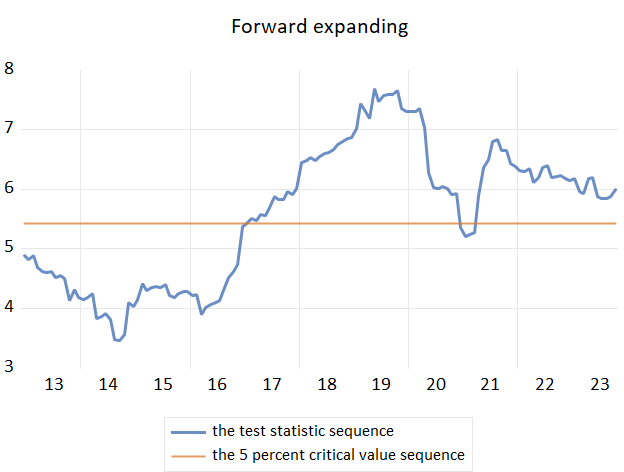 Forward expanding
8
7
6
5
4
3
13 14 15 16 17 18 19 20 21 22 23
the test statistic sequence
the 5 percent critical value sequence